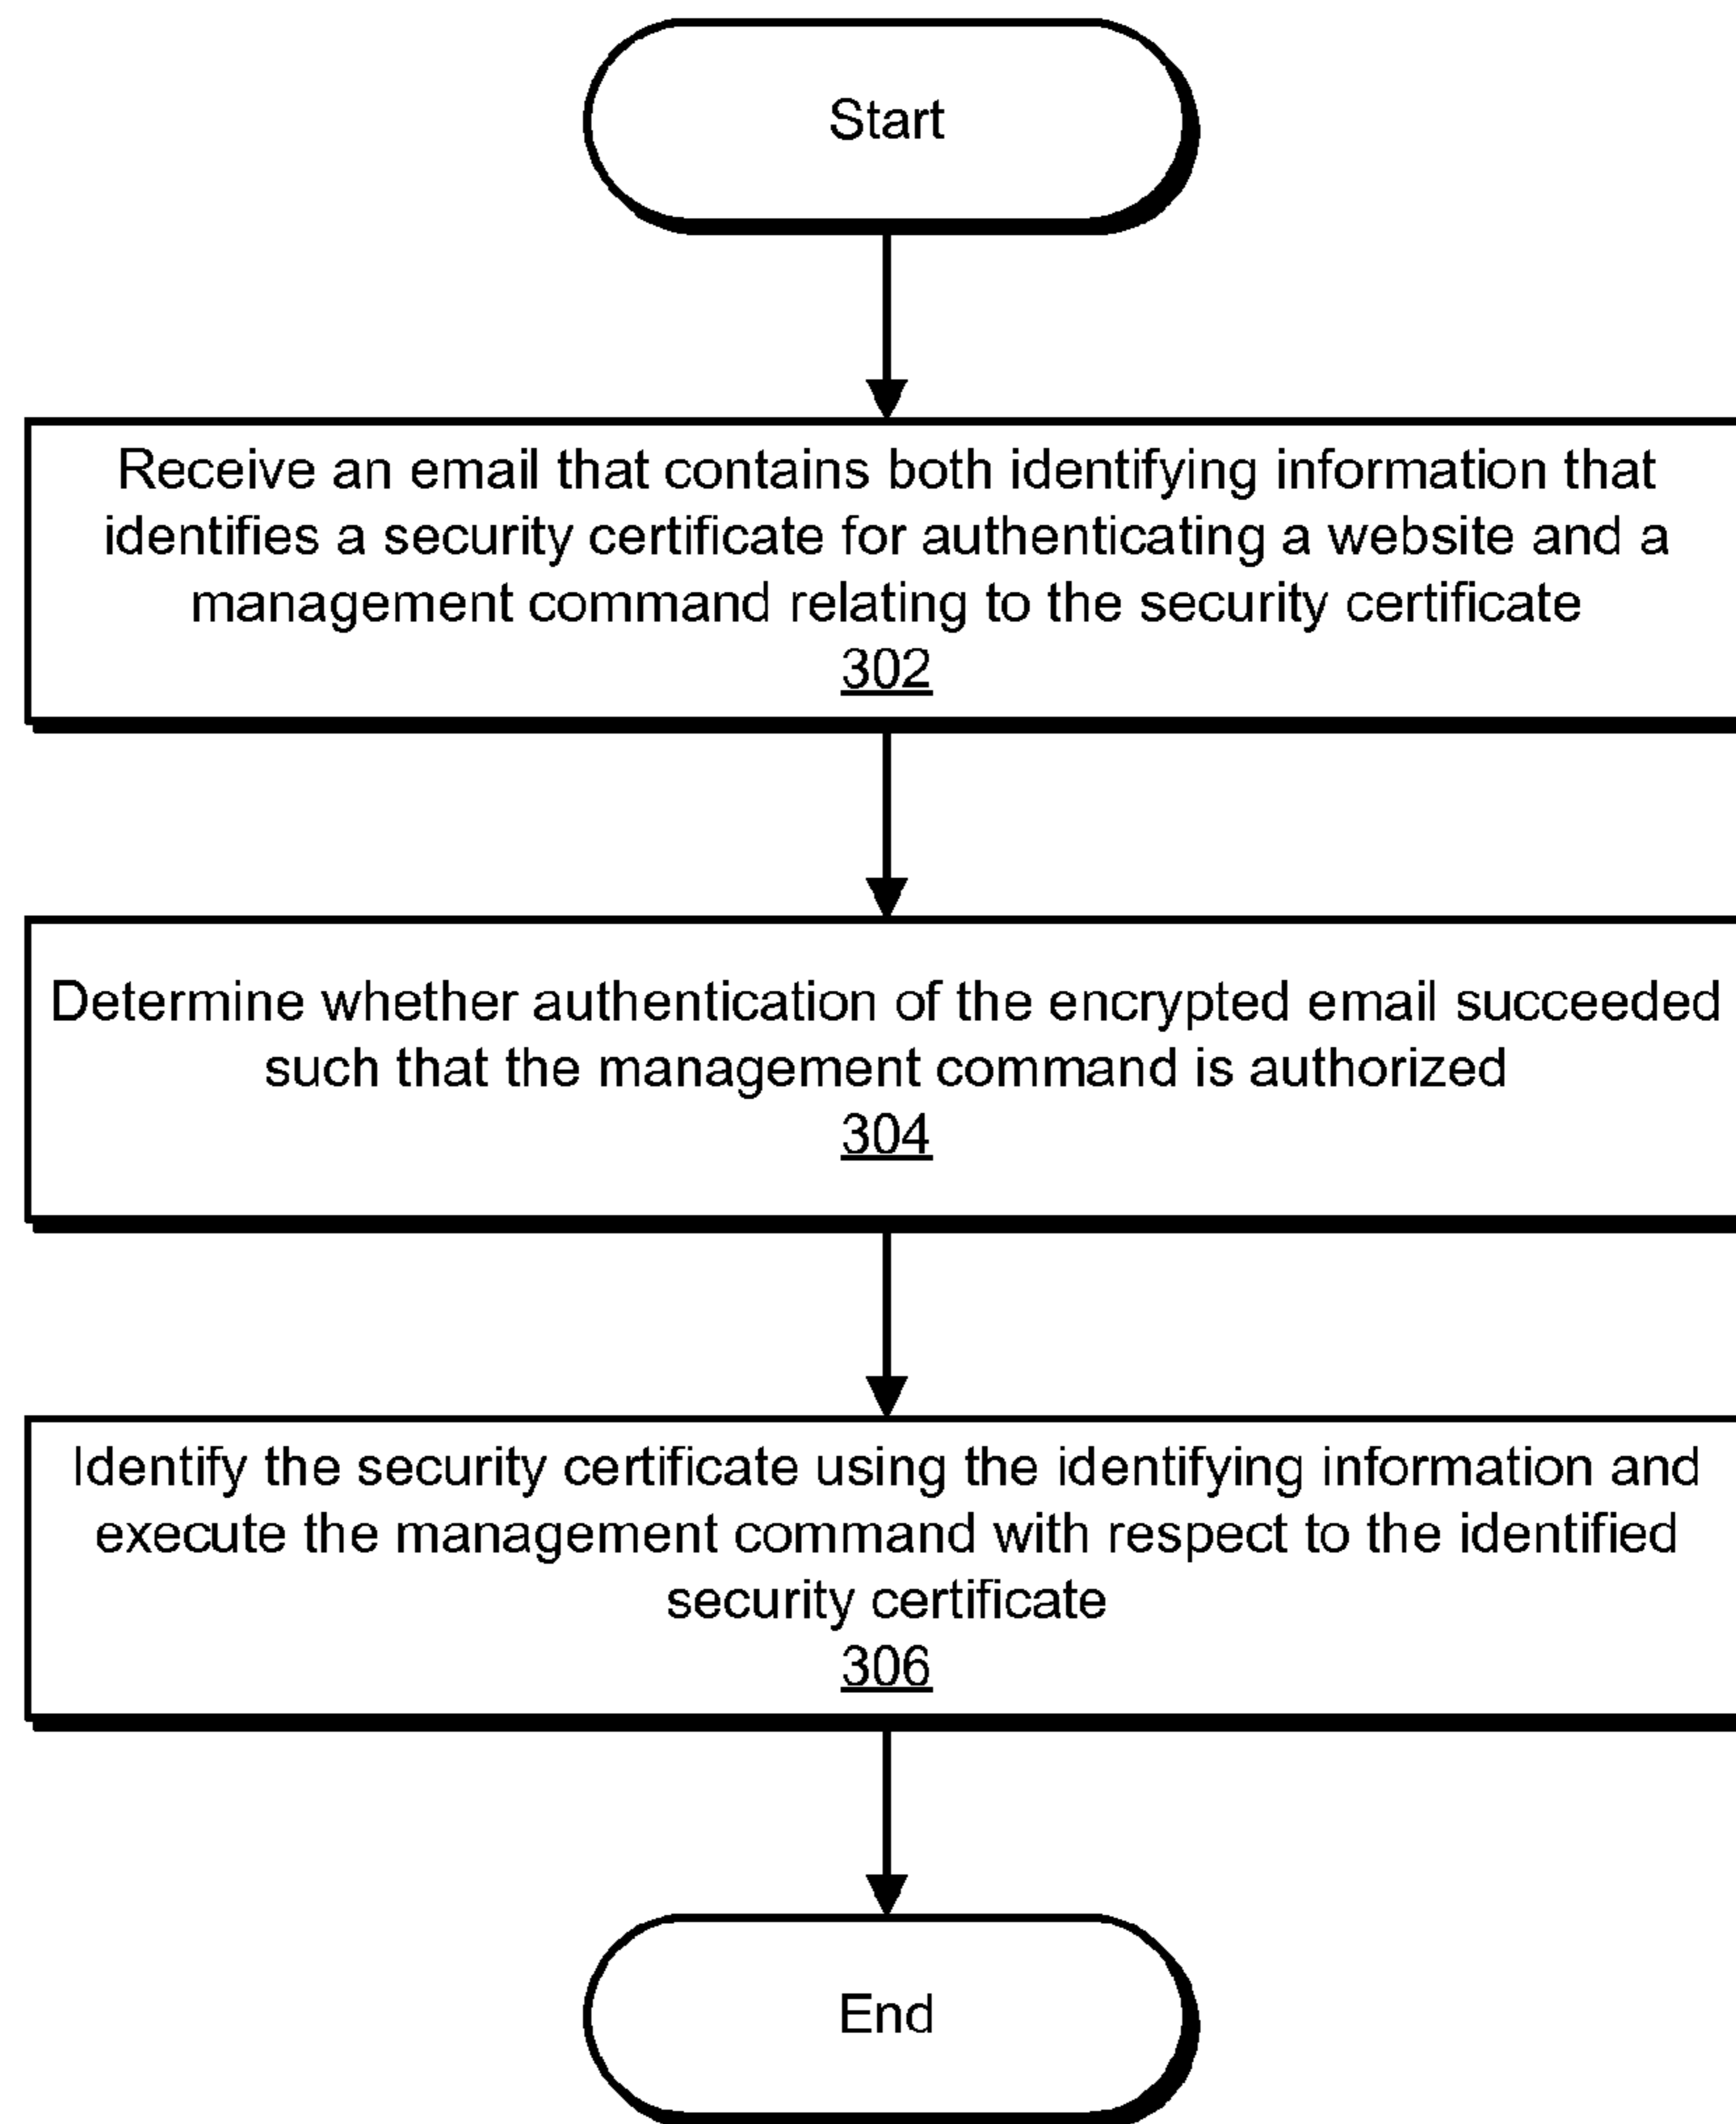 Start
Receive an email that contains both identifying information that
identifies a security certificate for authenticating a website and a
management command relating to the security certificate
302
Determine whether authentication of the encrypted email succeeded
such that the management command is authorized
304
Identify the security certificate using the identifying information and
execute the management command with respect to the identified
security certificate
306
End